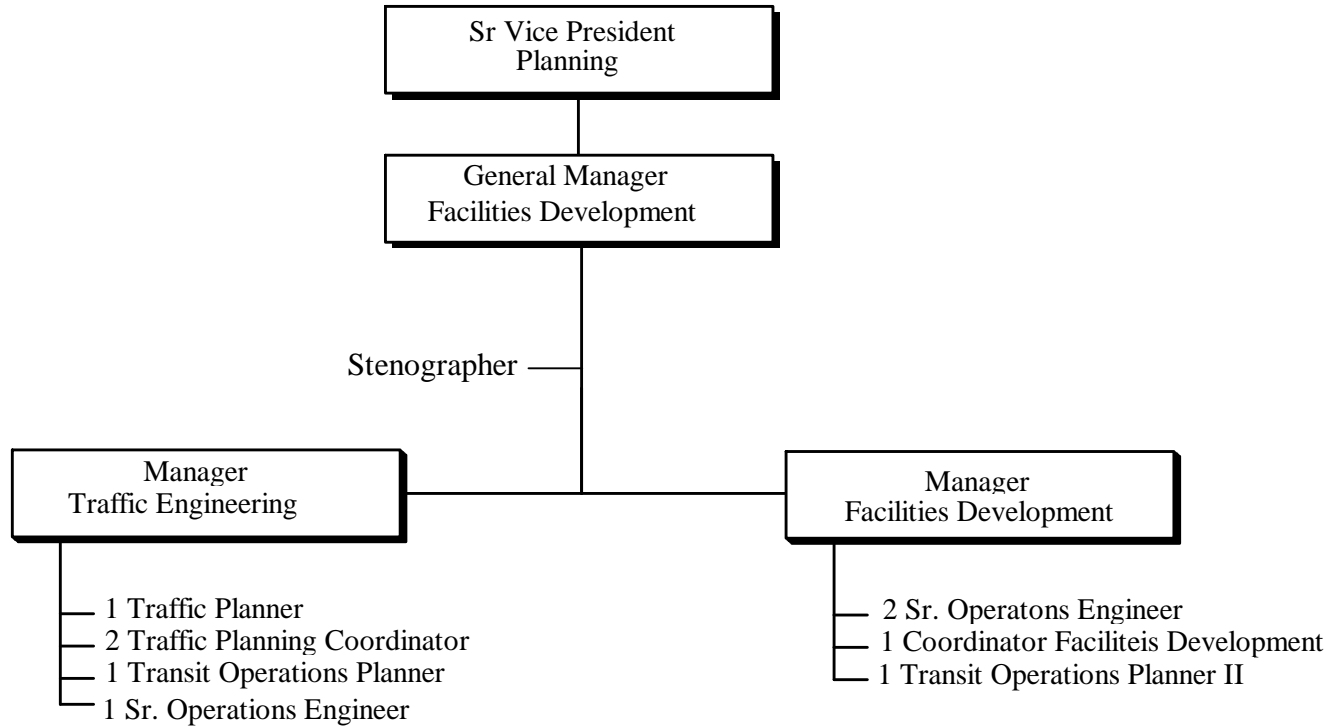 Sr Vice President
Planning
General Manager
Facilities Development
Stenographer
Manager
Traffic Engineering
1 Traffic Planner
2 Traffic Planning Coordinator
1 Transit Operations Planner
1 Sr. Operations Engineer
Manager
Facilities Development
2 Sr. Operatons Engineer
1 Coordinator Faciliteis Development
1 Transit Operations Planner II